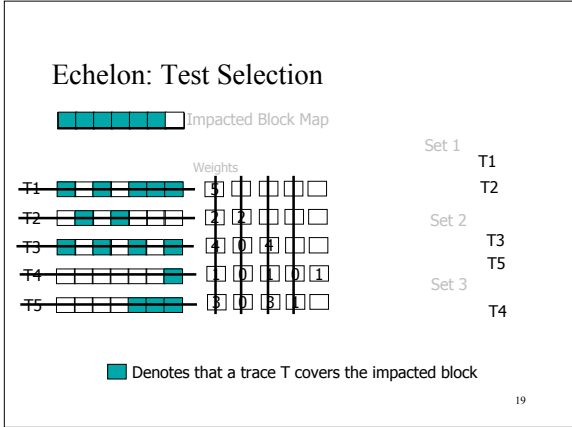 Echelon: Test Selection
Impacted Block Map
Weights
T1 5
T2 2 2
T3 4 0 4
T4 1 0 1 0 1
T5 3 0 3 1
Set 1
T1
T2
Set 2
T3
T5
Set 3
T4
Denotes that a trace T covers the impacted block
19